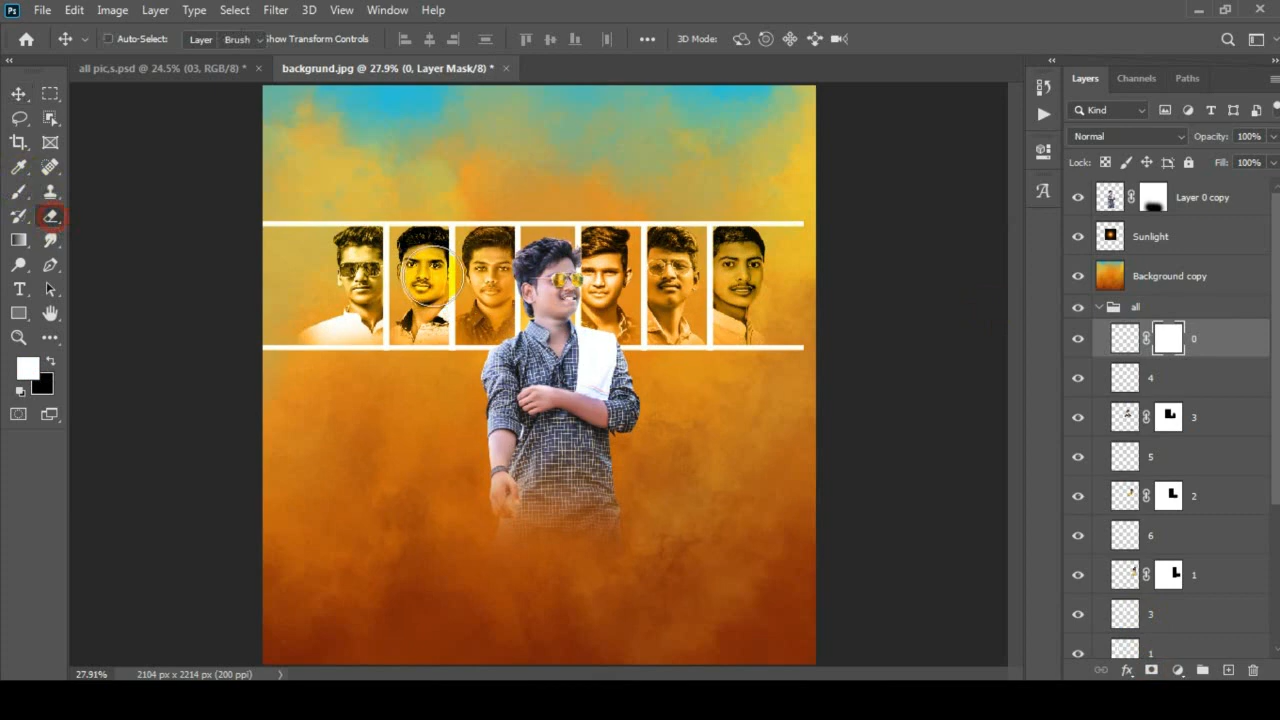 Ps File Edit Image Layer Type Select Filter 3D View Window Help
Auto-Select: Layer Brush Show Transform Controls 3D Mode:
all pic,s.psd @ 24.5% (03, RGB/8) * × backgrund.jpg @ 27.9% (0, Layer Mask/8) * ×
Layers Channels Paths
Kind
Normal Opacity: 100%
Lock: Fill: 100%
Layer 0 copy
Sunlight
Background copy
all
0
4
3
5
2
6
1
3
1
27.91% 2104 px x 2214 px (200 ppi)